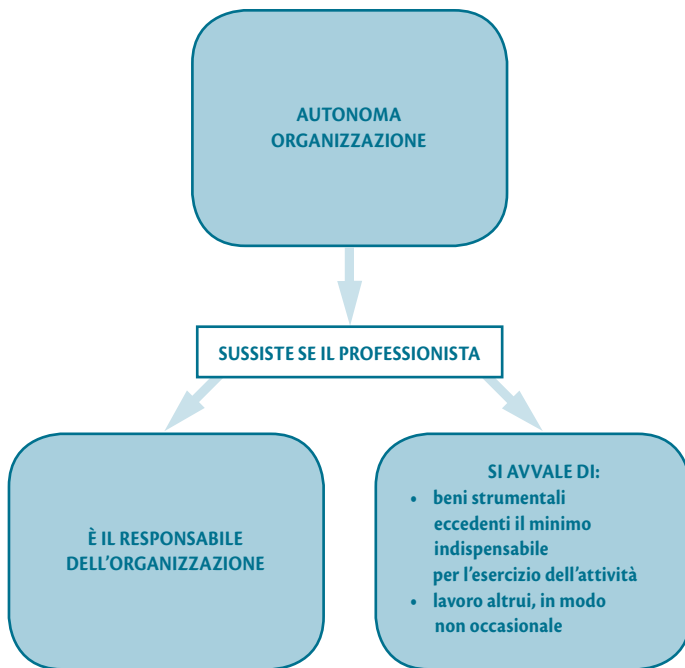 AUTONOMA
ORGANIZZAZIONE
SUSSISTE SE IL PROFESSIONISTA
È IL RESPONSABILE
DELL'ORGANIZZAZIONE
SI AVVALE DI:
• beni strumentali
eccedenti il minimo
indispensabile
per l'esercizio dell'attività
• lavoro altrui, in modo
non occasionale